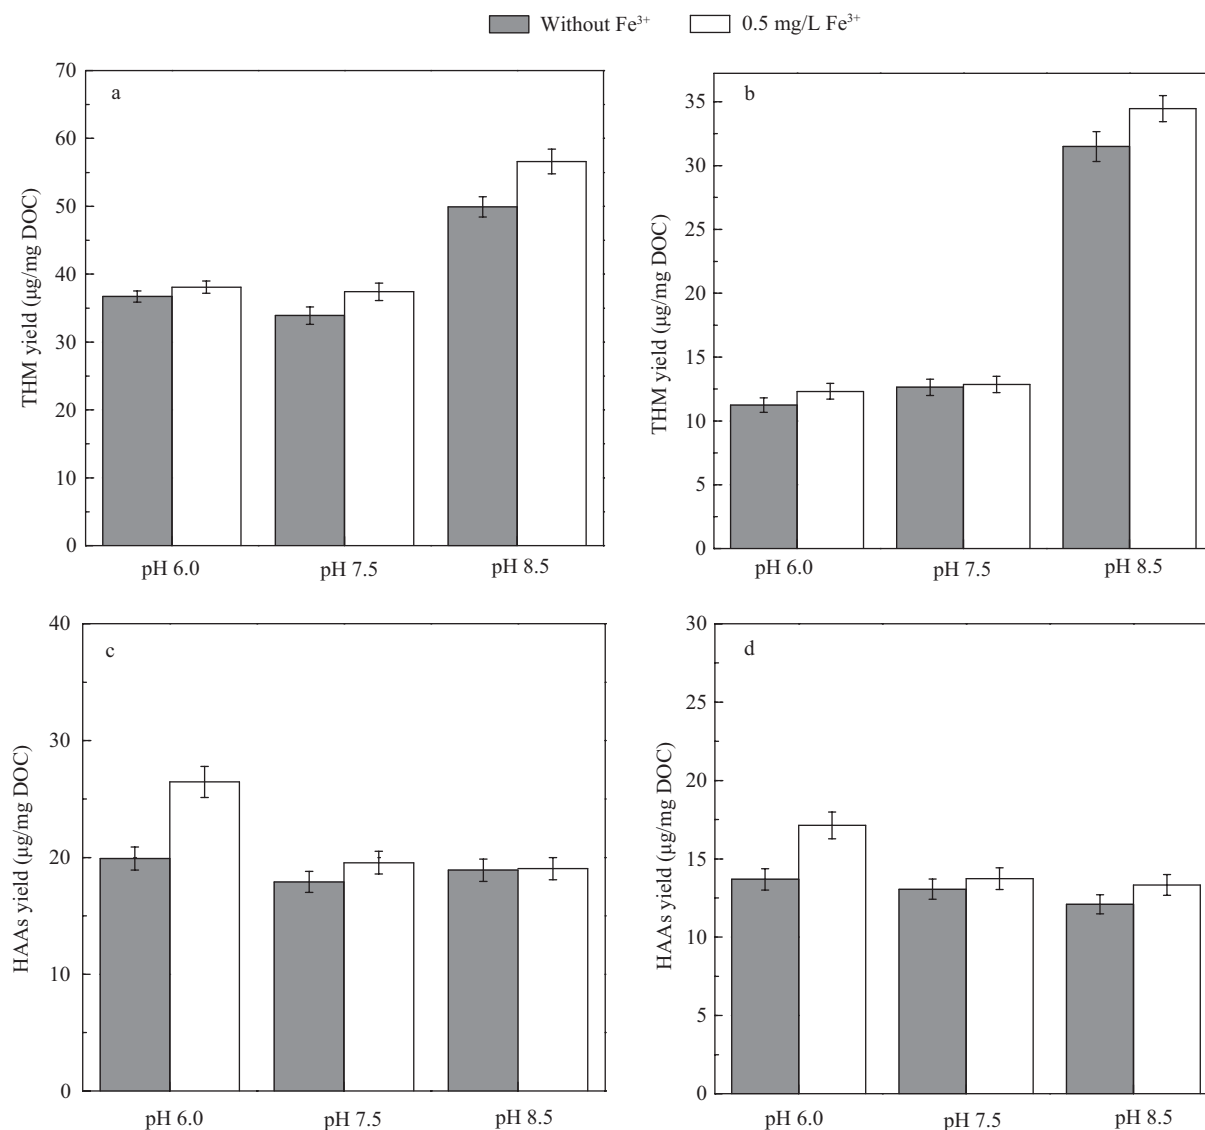 Without Fe³⁺ 0.5 mg/L Fe³⁺
a
THM yield (μg/mg DOC)
70
60
50
40
30
20
10
0
pH 6.0 pH 7.5 pH 8.5
b
THM yield (μg/mg DOC)
35
30
25
20
15
10
5
0
pH 6.0 pH 7.5 pH 8.5
c
HAAs yield (μg/mg DOC)
40
30
20
10
0
pH 6.0 pH 7.5 pH 8.5
d
HAAs yield (μg/mg DOC)
30
25
20
15
10
5
0
pH 6.0 pH 7.5 pH 8.5